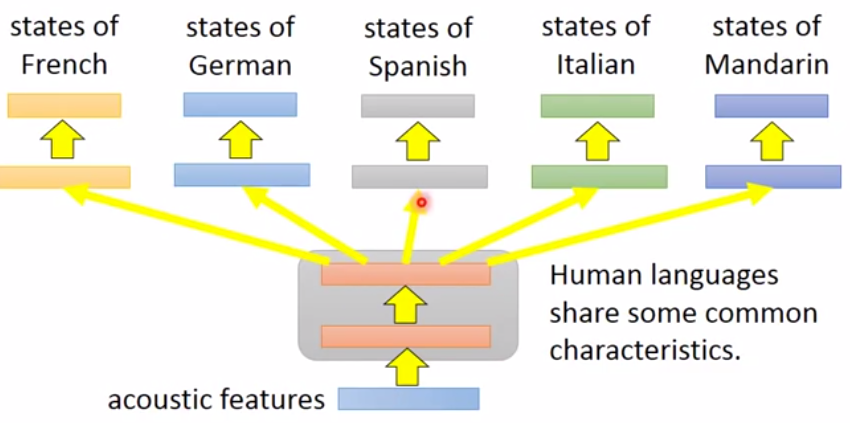 states of
French
states of
German
states of
Spanish
states of
Italian
states of
Mandarin
Human languages
share some common
characteristics.
acoustic features